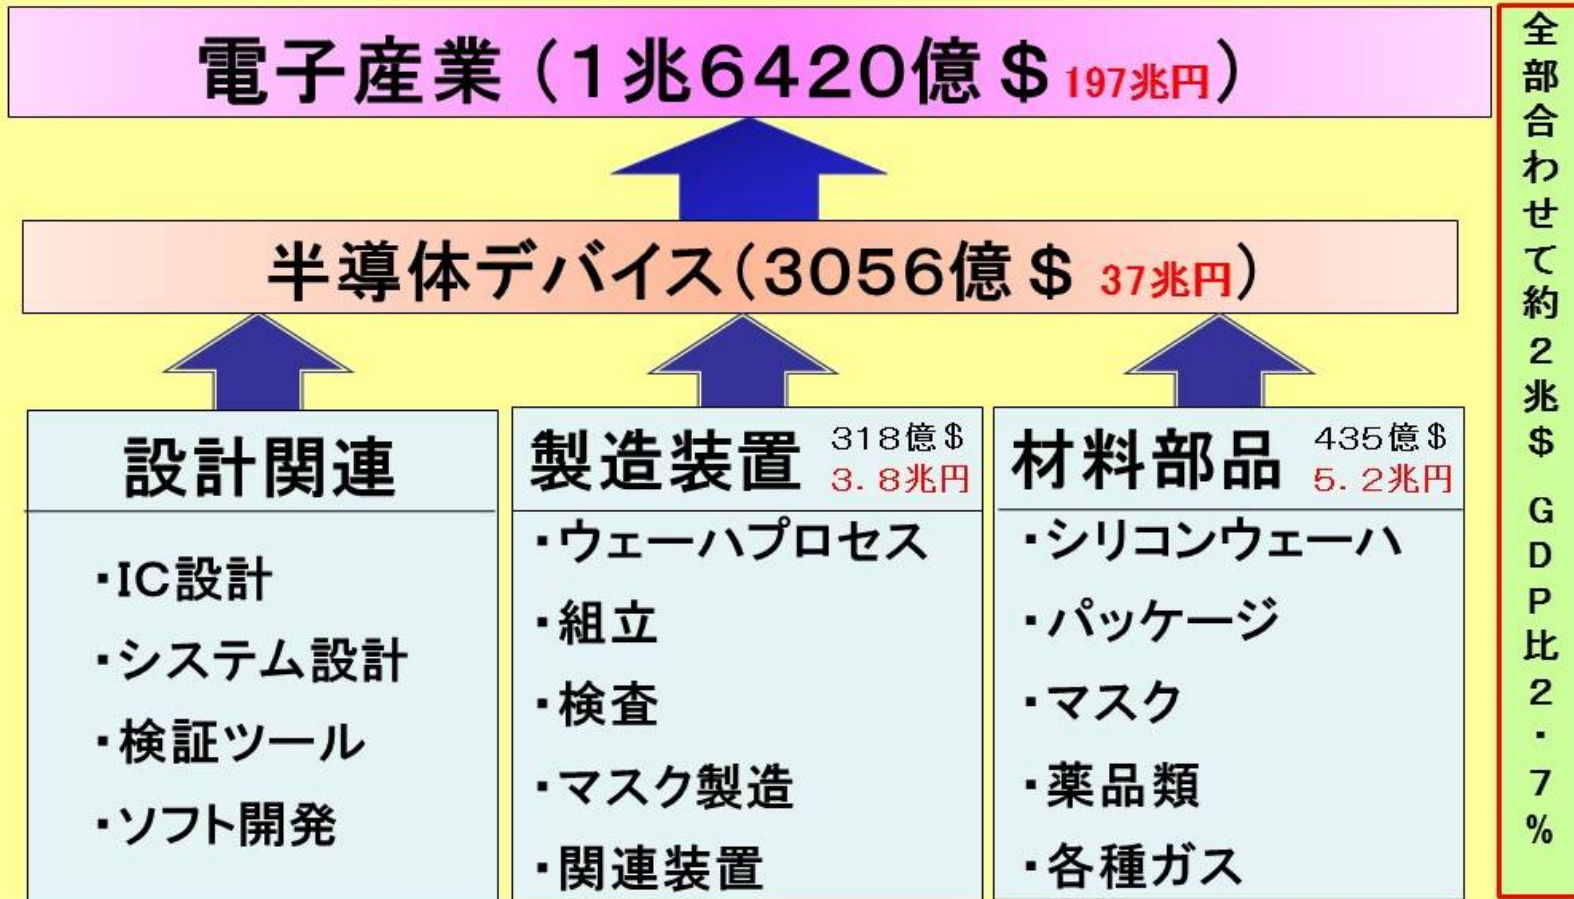 電子産業（1兆6420億＄197兆円）
半導体デバイス（3056億＄ 37兆円）
設計関連
・IC設計
・システム設計
・検証ツール
・ソフト開発
製造装置 318億＄
3．8兆円
・ウェーハプロセス
・組立
・検査
・マスク製造
・関連装置
材料部品 435億＄
5．2兆円
・シリコンウェーハ
・パッケージ
・マスク
・薬品類
・各種ガス
全部合わせて約2兆＄ GDP比2・7%